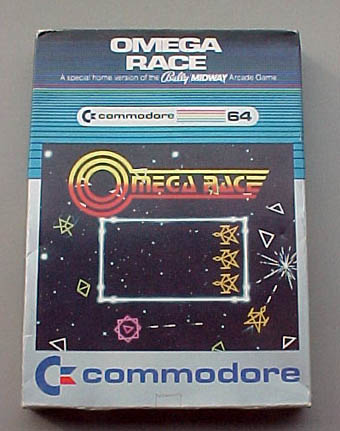 OMEGA
RACE
A special home version of the Bally MIDWAY Arcade Game.
commodore 64
OMEGA RACE
commodore